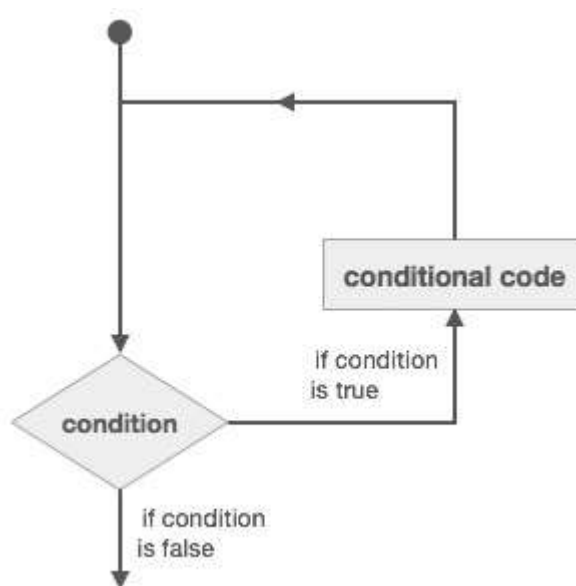 conditional code
if condition
is true
condition
if condition
is false